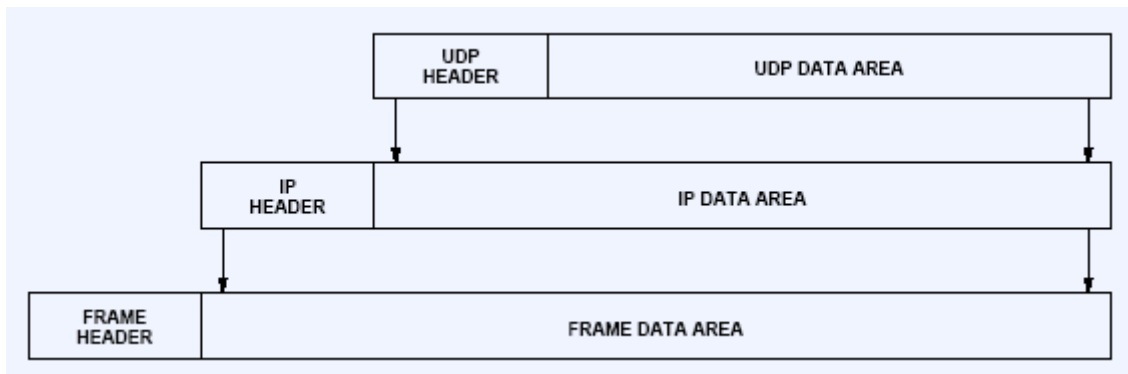 UDP
HEADER
UDP DATA AREA
IP
HEADER
IP DATA AREA
FRAME
HEADER
FRAME DATA AREA